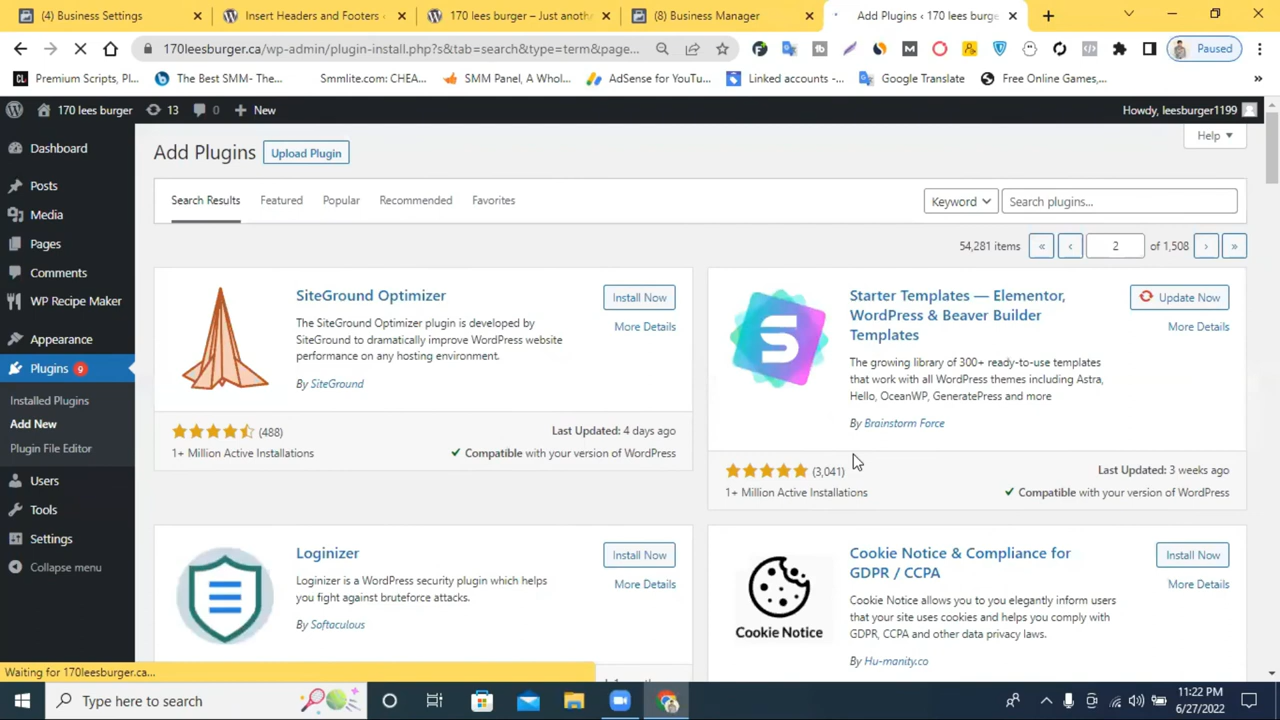 (4) Business Settings
Insert Headers and Footers ‹
170 lees burger – Just anoth
(8) Business Manager
Add Plugins ‹ 170 lees burge
170leesburger.ca/wp-admin/plugin-install.php?s&tab=search&type=term&page...
Paused
Premium Scripts, Pl...
The Best SMM- The...
Smmlite.com: CHEA...
SMM Panel, A Whol...
AdSense for YouTu...
Linked accounts -...
Google Translate
Free Online Games,...
170 lees burger
13
0
New
Howdy, leesburger1199
Dashboard
Posts
Media
Pages
Comments
WP Recipe Maker
Appearance
Plugins 9
Installed Plugins
Add New
Plugin File Editor
Users
Tools
Settings
Collapse menu
Help
Add Plugins
Upload Plugin
Search Results
Featured
Popular
Recommended
Favorites
Keyword
Search plugins...
54,281 items « ‹ 2 of 1,508 › »
SiteGround Optimizer
Install Now
More Details
The SiteGround Optimizer plugin is developed by
SiteGround to dramatically improve WordPress website
performance on any hosting environment.
By SiteGround
(488)
1+ Million Active Installations
Last Updated: 4 days ago
Compatible with your version of WordPress
S
Starter Templates — Elementor,
WordPress & Beaver Builder
Templates
Update Now
More Details
The growing library of 300+ ready-to-use templates
that work with all WordPress themes including Astra,
Hello, OceanWP, GeneratePress and more
By Brainstorm Force
(3,041)
1+ Million Active Installations
Last Updated: 3 weeks ago
Compatible with your version of WordPress
Loginizer
Install Now
More Details
Loginizer is a WordPress security plugin which helps
you fight against bruteforce attacks.
By Softaculous
Cookie Notice
Cookie Notice & Compliance for
GDPR / CCPA
Install Now
More Details
Cookie Notice allows you to you elegantly inform users
that your site uses cookies and helps you comply with
GDPR, CCPA and other data privacy laws.
By Hu-manity.co
Waiting for 170leesburger.ca...
Type here to search
11:22 PM
6/27/2022